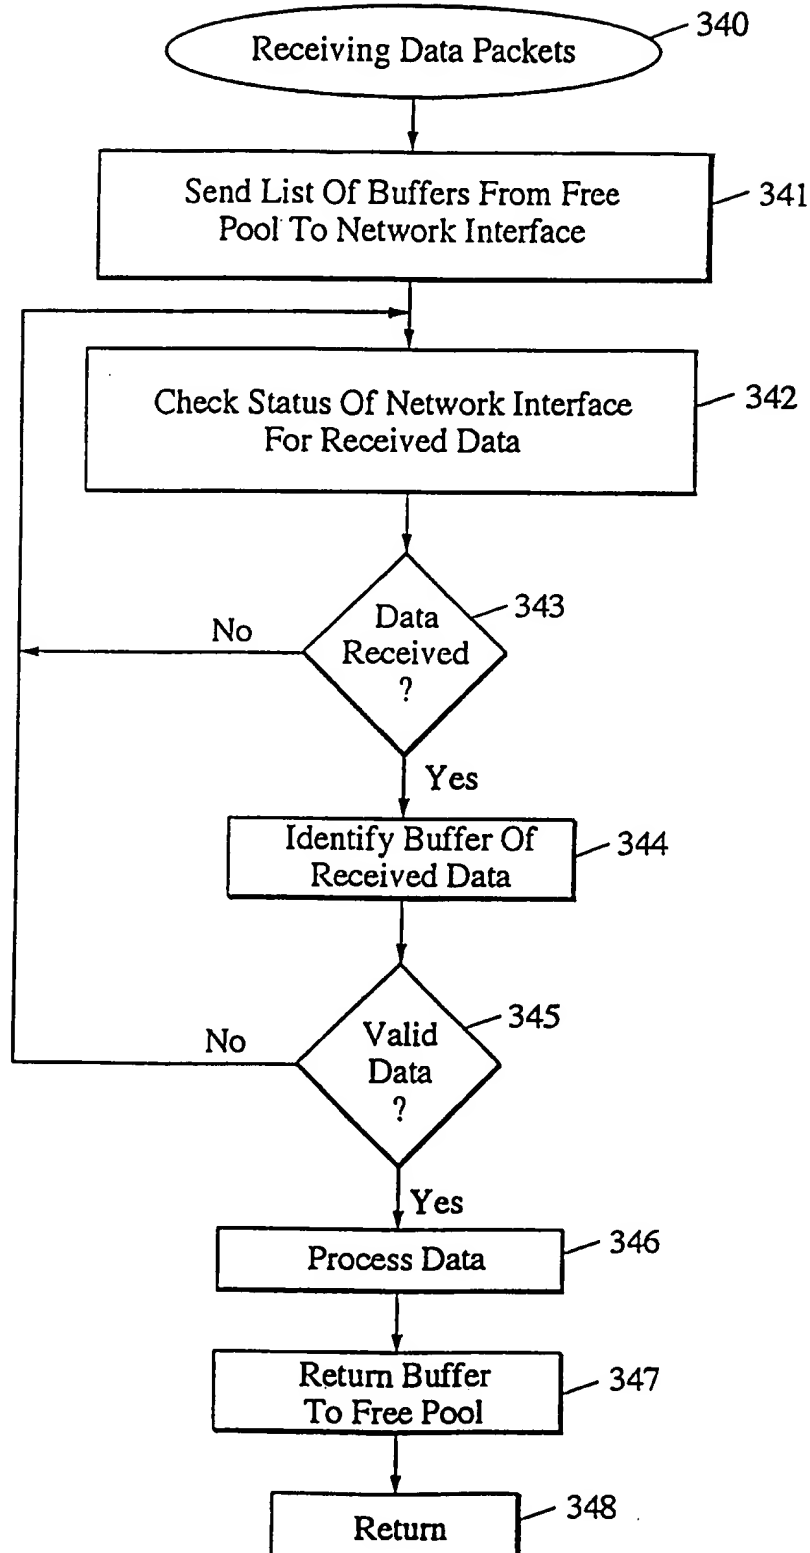 Receiving Data Packets
340
Send List Of Buffers From Free
Pool To Network Interface
341
Check Status Of Network Interface
For Received Data
342
Data
Received
?
343
No
Yes
Identify Buffer Of
Received Data
344
Valid
Data
?
345
No
Yes
Process Data
346
Return Buffer
To Free Pool
347
Return
348